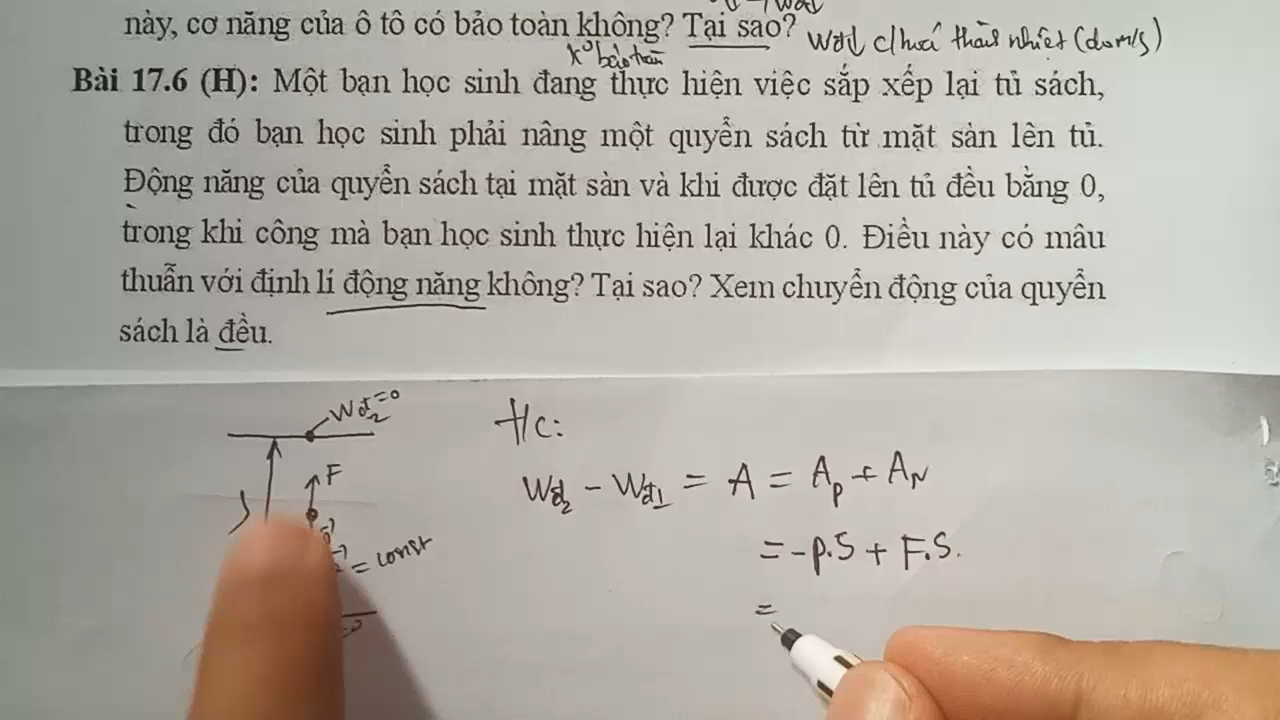 này, cơ năng của ô tô có bảo toàn không? Tại sao? Wđd c/hoá thành nhiệt (do m/s)
k° bảo toàn
Bài 17.6 (H): Một bạn học sinh đang thực hiện việc sắp xếp lại tủ sách,
trong đó bạn học sinh phải nâng một quyển sách từ mặt sàn lên tủ.
Động năng của quyển sách tại mặt sàn và khi được đặt lên tủ đều bằng 0,
trong khi công mà bạn học sinh thực hiện lại khác 0. Điều này có mâu
thuẫn với định lí động năng không? Tại sao? Xem chuyển động của quyển
sách là đều.
Wđ2=0
F
= const
=0
t/c:
Wđ2 - Wđ1 = A = Ap + AN
= -P.S + F.S.
=